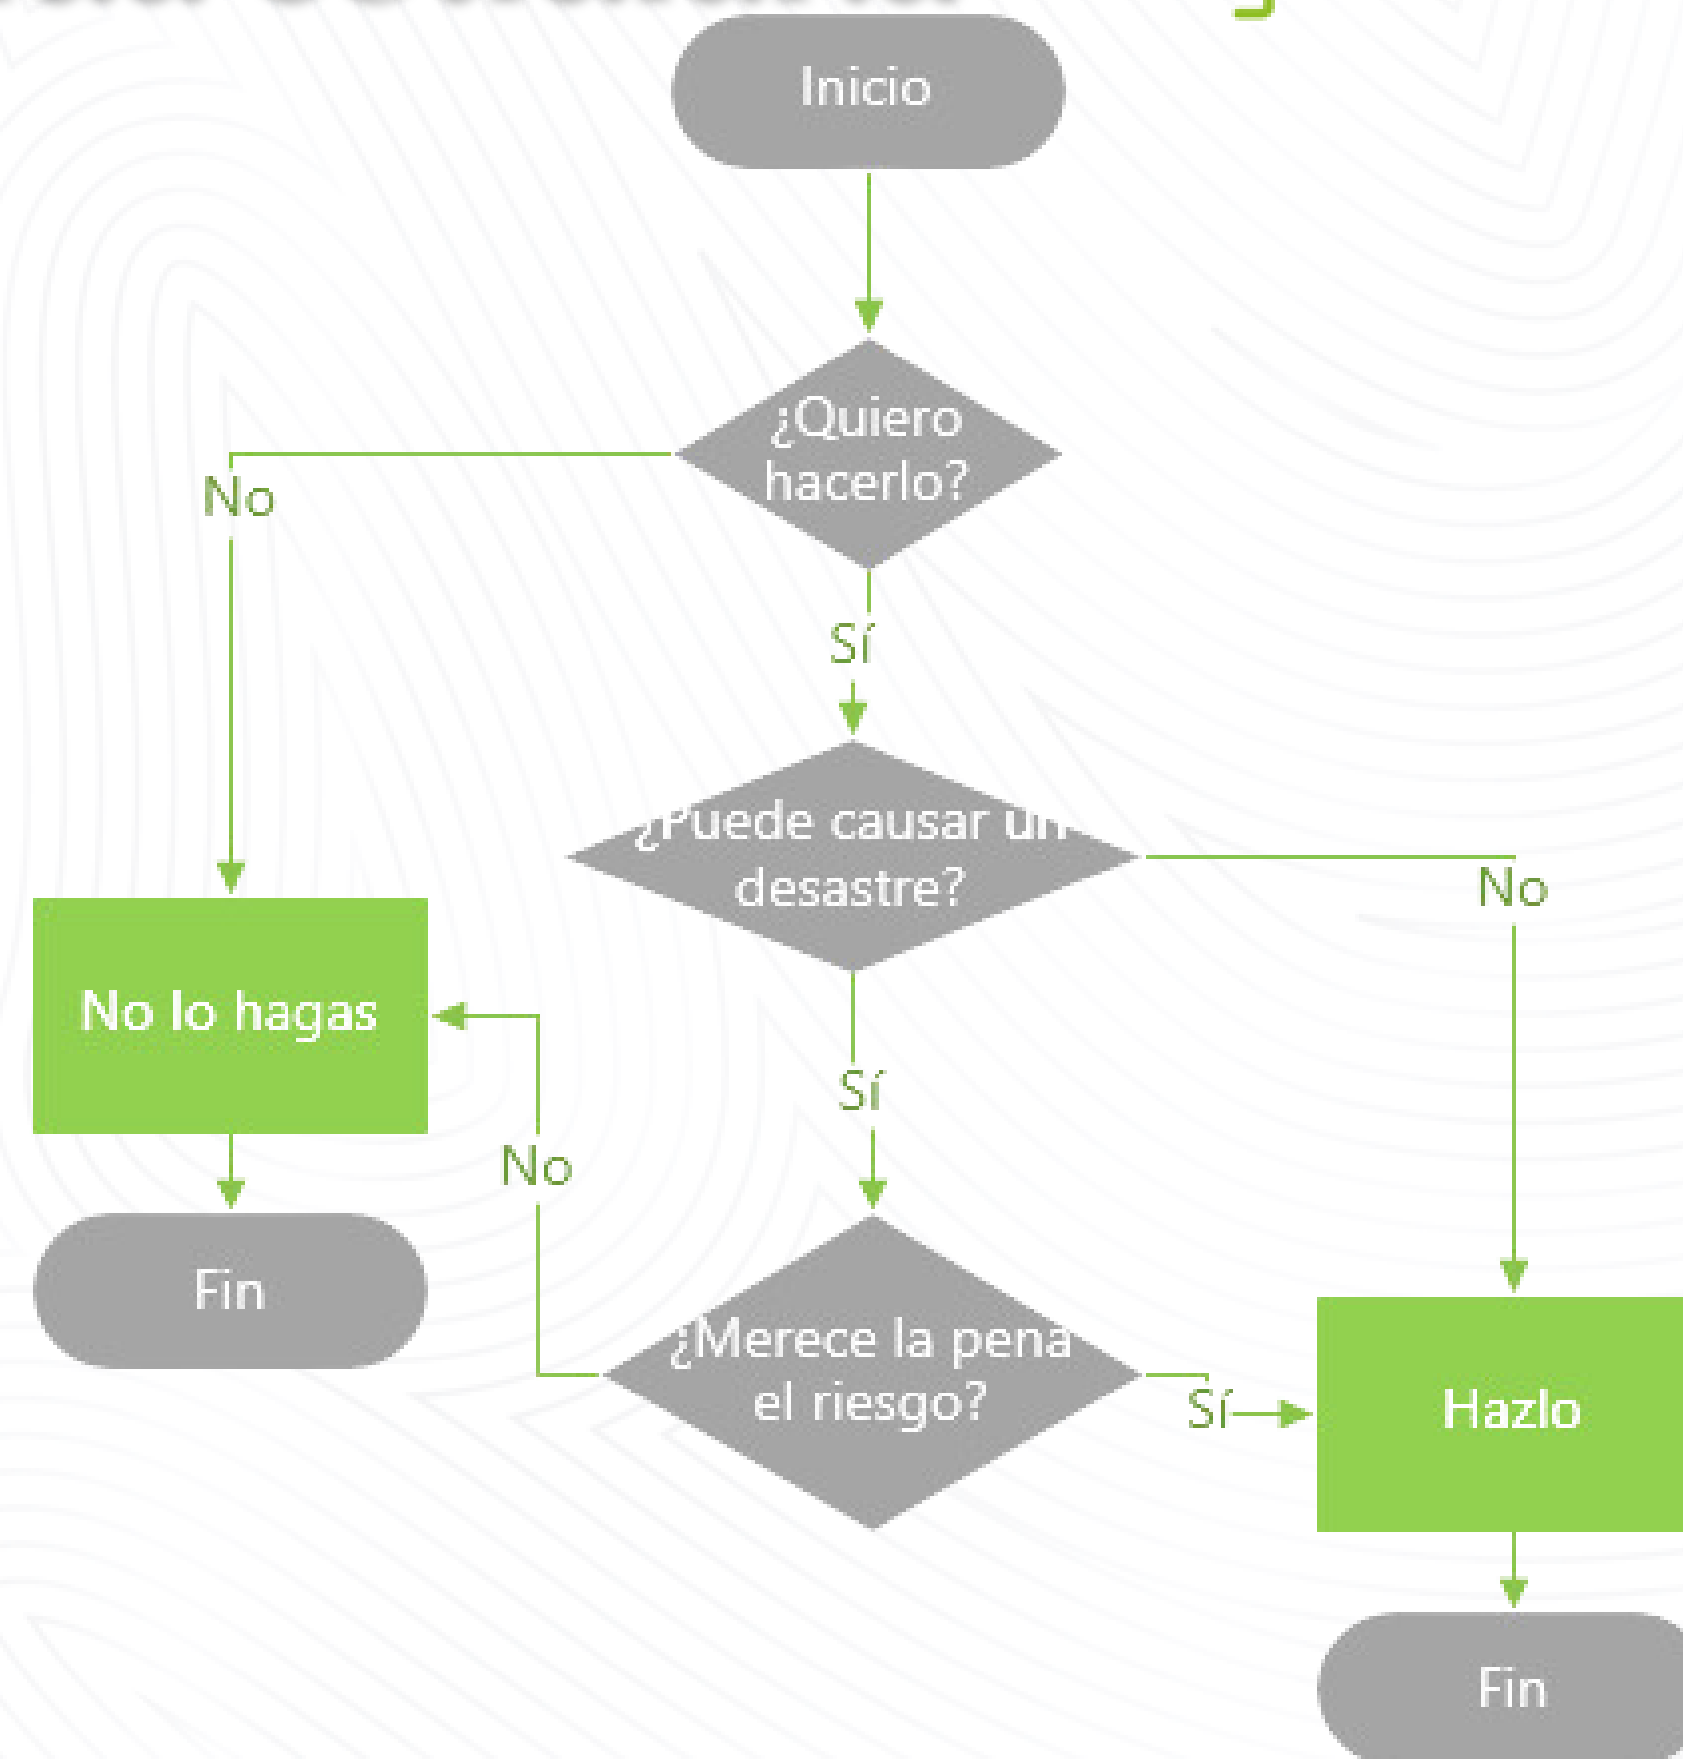 Inicio
¿Quiero
hacerlo?
No
Sí
¿Puede causar un
desastre?
No
No lo hagas
Sí
No
Fin
¿Merece la pena
el riesgo?
Sí
Hazlo
Fin